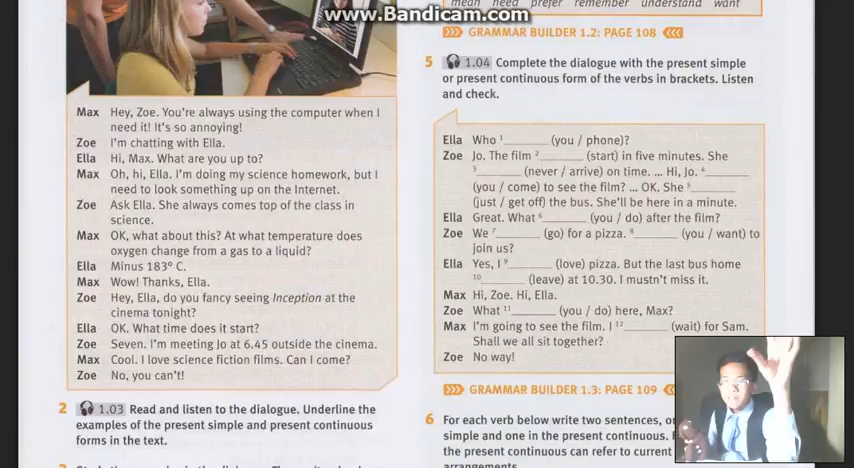 www.Bandicam.com
Max Hey, Zoe. You're always using the computer when I
need it! It's so annoying!
Zoe I'm chatting with Ella.
Ella Hi, Max. What are you up to?
Max Oh, hi, Ella. I'm doing my science homework, but I
need to look something up on the Internet.
Zoe Ask Ella. She always comes top of the class in
science.
Max OK, what about this? At what temperature does
oxygen change from a gas to a liquid?
Ella Minus 183° C.
Max Wow! Thanks, Ella.
Zoe Hey, Ella, do you fancy seeing Inception at the
cinema tonight?
Ella OK. What time does it start?
Zoe Seven. I'm meeting Jo at 6.45 outside the cinema.
Max Cool. I love science fiction films. Can I come?
Zoe No, you can't!
2 1.03 Read and listen to the dialogue. Underline the
examples of the present simple and present continuous
forms in the text.
mean need prefer remember understand want
GRAMMAR BUILDER 1.2: PAGE 108
5 1.04 Complete the dialogue with the present simple
or present continuous form of the verbs in brackets. Listen
and check.
Ella Who 1______ (you / phone)?
Zoe Jo. The film 2______ (start) in five minutes. She
3______ (never / arrive) on time. ... Hi, Jo. 4______
(you / come) to see the film? ... OK. She 5______
(just / get off) the bus. She'll be here in a minute.
Ella Great. What 6______ (you / do) after the film?
Zoe We 7______ (go) for a pizza. 8______ (you / want) to
join us?
Ella Yes, I 9______ (love) pizza. But the last bus home
10______ (leave) at 10.30. I mustn't miss it.
Max Hi, Zoe. Hi, Ella.
Zoe What 11______ (you / do) here, Max?
Max I'm going to see the film. I 12______ (wait) for Sam.
Shall we all sit together?
Zoe No way!
GRAMMAR BUILDER 1.3: PAGE 109
6 For each verb below write two sentences,
simple and one in the present continuous.
the present continuous can refer to current
arrangements.